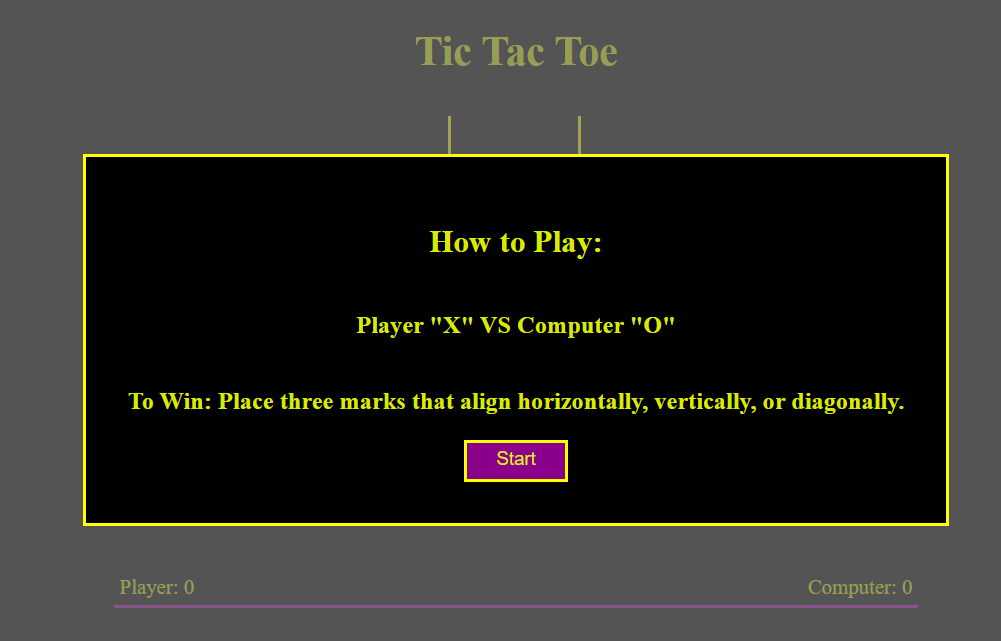 Tic Tac Toe
How to Play:
Player "X" VS Computer "O"
To Win: Place three marks that align horizontally, vertically, or diagonally.
Start
Player: 0
Computer: 0